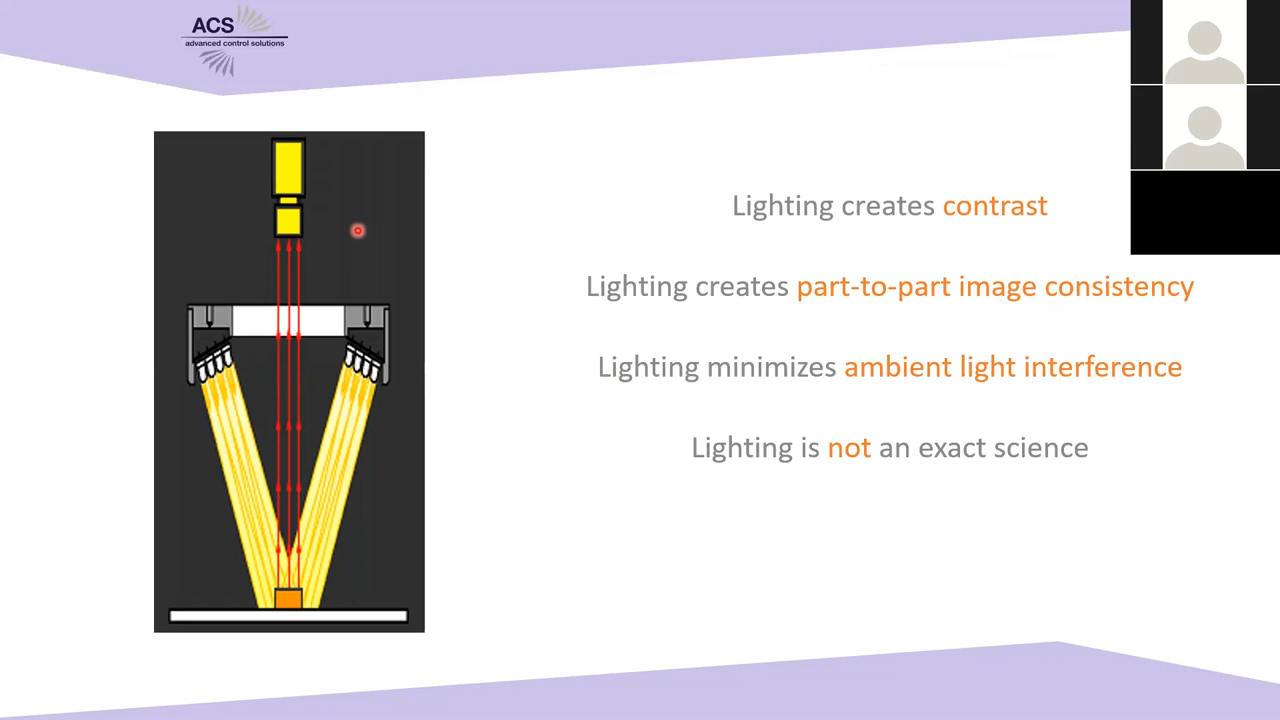 ACS
advanced control solutions
Lighting creates contrast
Lighting creates part-to-part image consistency
Lighting minimizes ambient light interference
Lighting is not an exact science